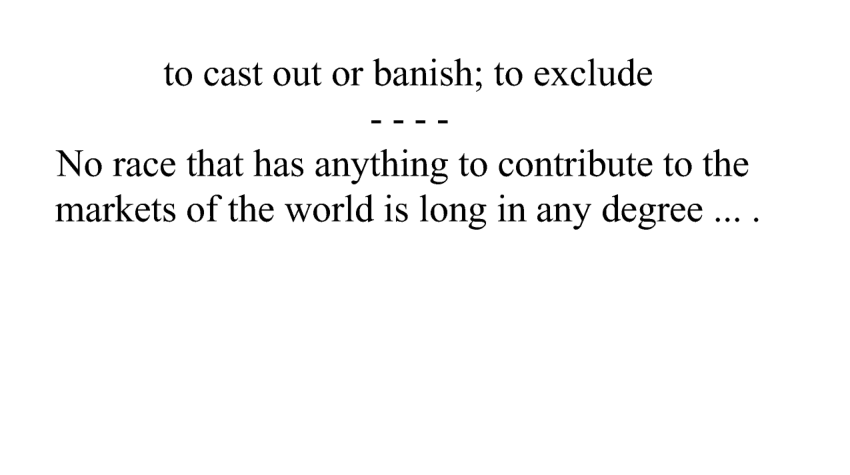 to cast out or banish; to exclude
- - - -
No race that has anything to contribute to the
markets of the world is long in any degree ... .